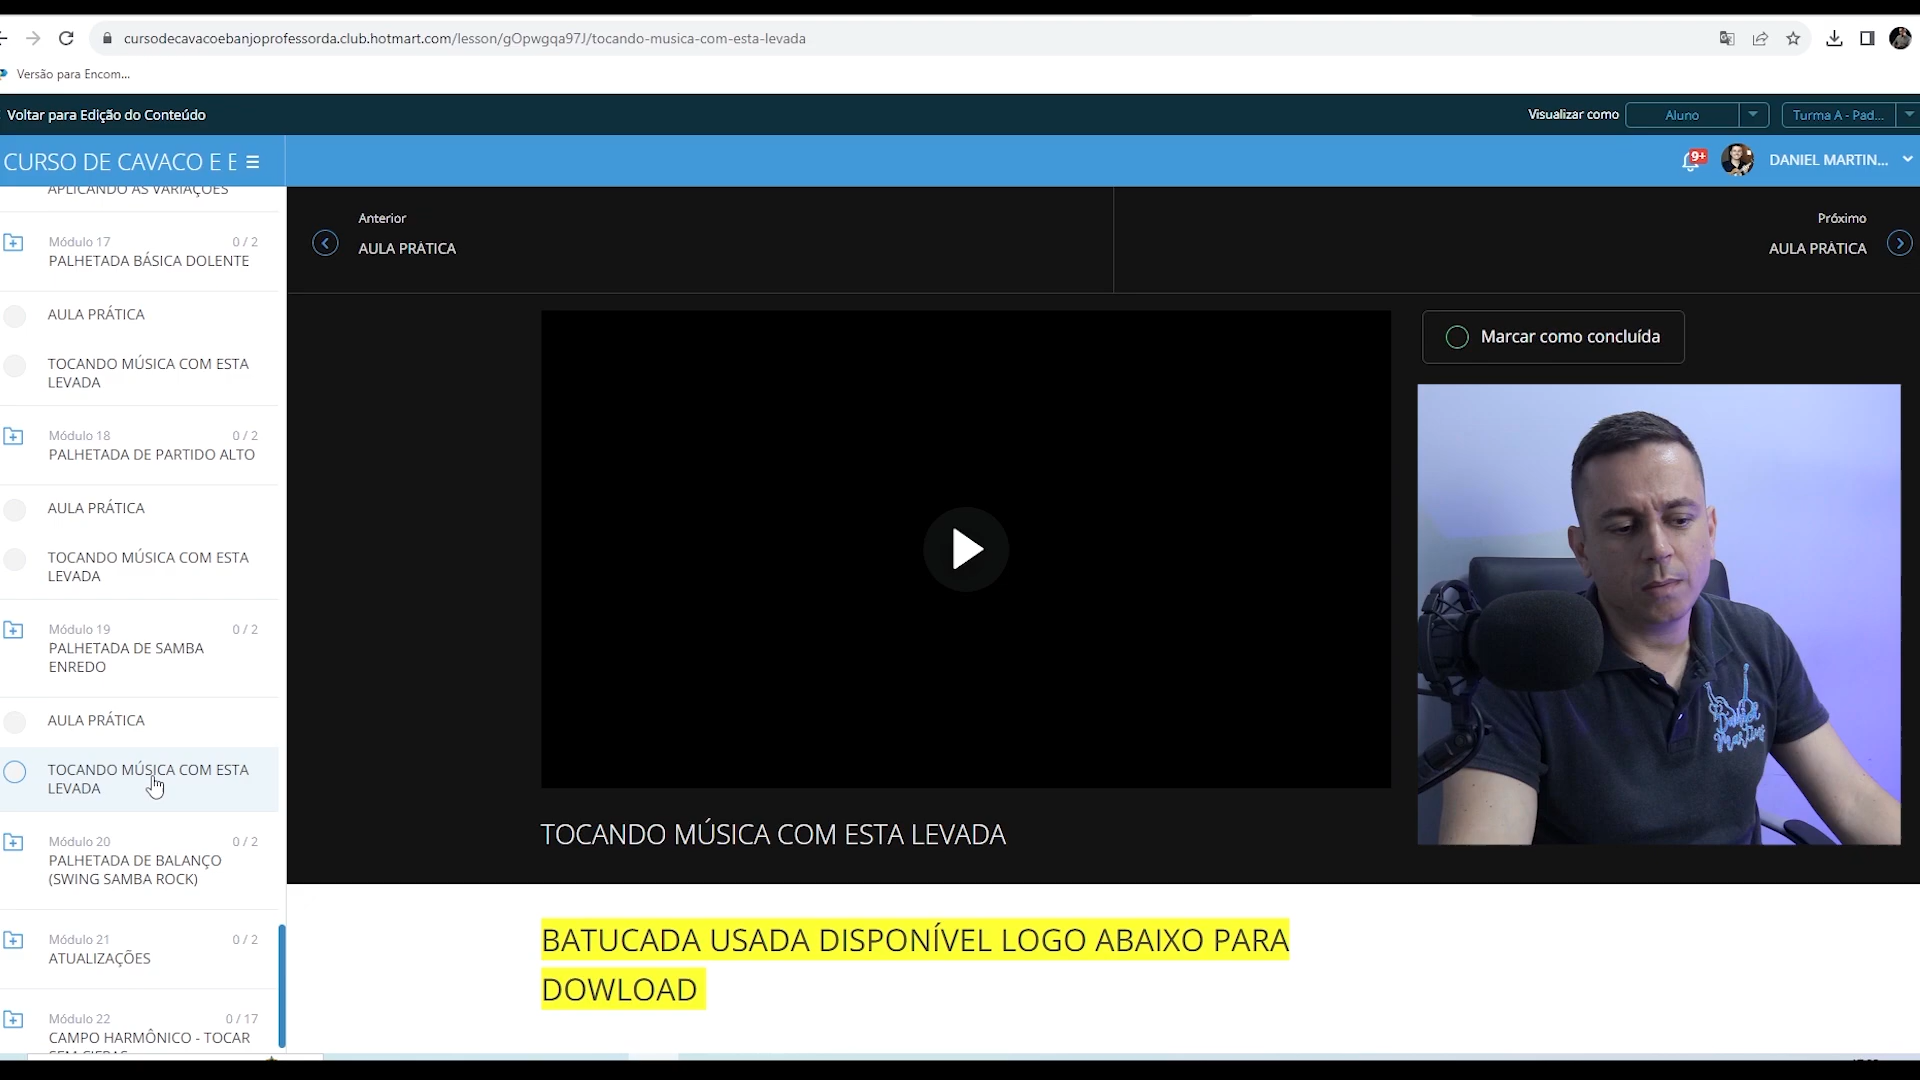 cursodecavacoebanjoprofessorda.club.hotmart.com/lesson/gOpwgqa97J/tocando-musica-com-esta-levada
Versão para Encom...
Voltar para Edição do Conteúdo
Visualizar como
Aluno
Turma A - Pad...
CURSO DE CAVACO E E
9+
DANIEL MARTIN...
APLICANDO AS VARIAÇÕES
Módulo 17
0 / 2
PALHETADA BÁSICA DOLENTE
AULA PRÁTICA
TOCANDO MÚSICA COM ESTA
LEVADA
Módulo 18
0 / 2
PALHETADA DE PARTIDO ALTO
AULA PRÁTICA
TOCANDO MÚSICA COM ESTA
LEVADA
Módulo 19
0 / 2
PALHETADA DE SAMBA
ENREDO
AULA PRÁTICA
TOCANDO MÚSICA COM ESTA
LEVADA
Módulo 20
0 / 2
PALHETADA DE BALANÇO
(SWING SAMBA ROCK)
Módulo 21
0 / 2
ATUALIZAÇÕES
Módulo 22
0 / 17
CAMPO HARMÔNICO - TOCAR
Anterior
AULA PRÁTICA
Próximo
AULA PRÁTICA
Marcar como concluída
Daniel
Martins
TOCANDO MÚSICA COM ESTA LEVADA
BATUCADA USADA DISPONÍVEL LOGO ABAIXO PARA
DOWLOAD